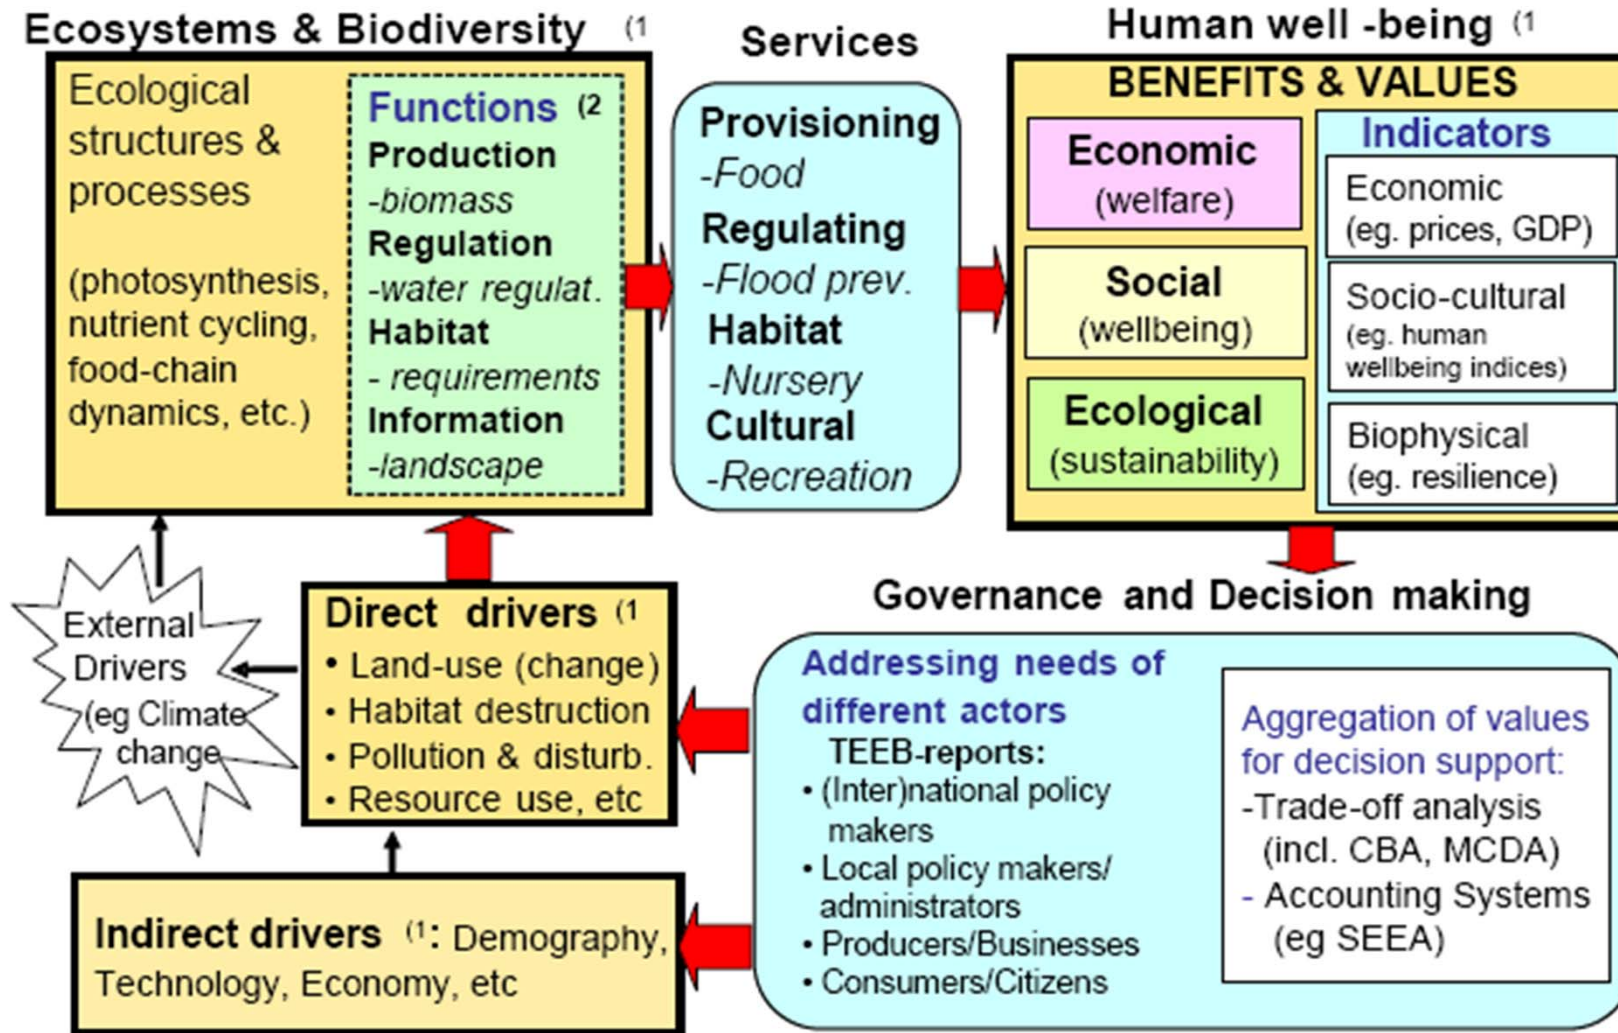 Ecosystems & Biodiversity (1
Ecological
structures &
processes
(photosynthesis,
nutrient cycling,
food-chain
dynamics, etc.)
Functions (2
Production
-biomass
Regulation
-water regulat.
Habitat
- requirements
Information
-landscape
Services
Provisioning
-Food
Regulating
-Flood prev.
Habitat
-Nursery
Cultural
-Recreation
Human well -being (1
BENEFITS & VALUES
Economic
(welfare)
Social
(wellbeing)
Ecological
(sustainability)
Indicators
Economic
(eg. prices, GDP)
Socio-cultural
(eg. human
wellbeing indices)
Biophysical
(eg. resilience)
External
Drivers
(eg Climate
change
Direct drivers (1
• Land-use (change)
• Habitat destruction
• Pollution & disturb.
• Resource use, etc
Indirect drivers (1: Demography,
Technology, Economy, etc
Governance and Decision making
Addressing needs of
different actors
TEEB-reports:
• (Inter)national policy
makers
• Local policy makers/
administrators
• Producers/Businesses
• Consumers/Citizens
Aggregation of values
for decision support:
-Trade-off analysis
(incl. CBA, MCDA)
- Accounting Systems
(eg SEEA)